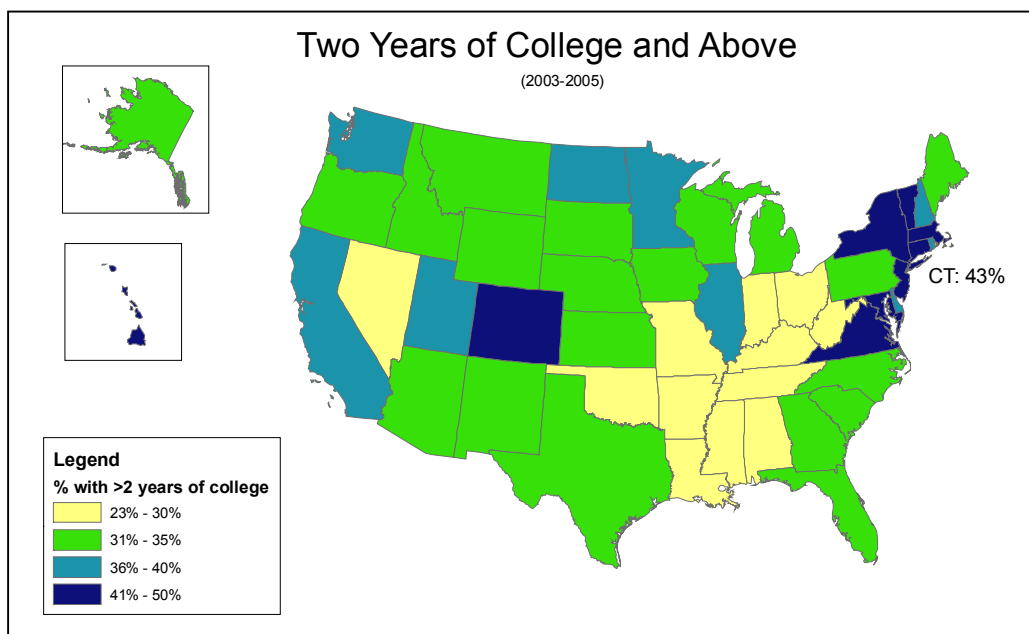 Two Years of College and Above
(2003-2005)
CT: 43%
Legend
% with >2 years of college
23% - 30%
31% - 35%
36% - 40%
41% - 50%